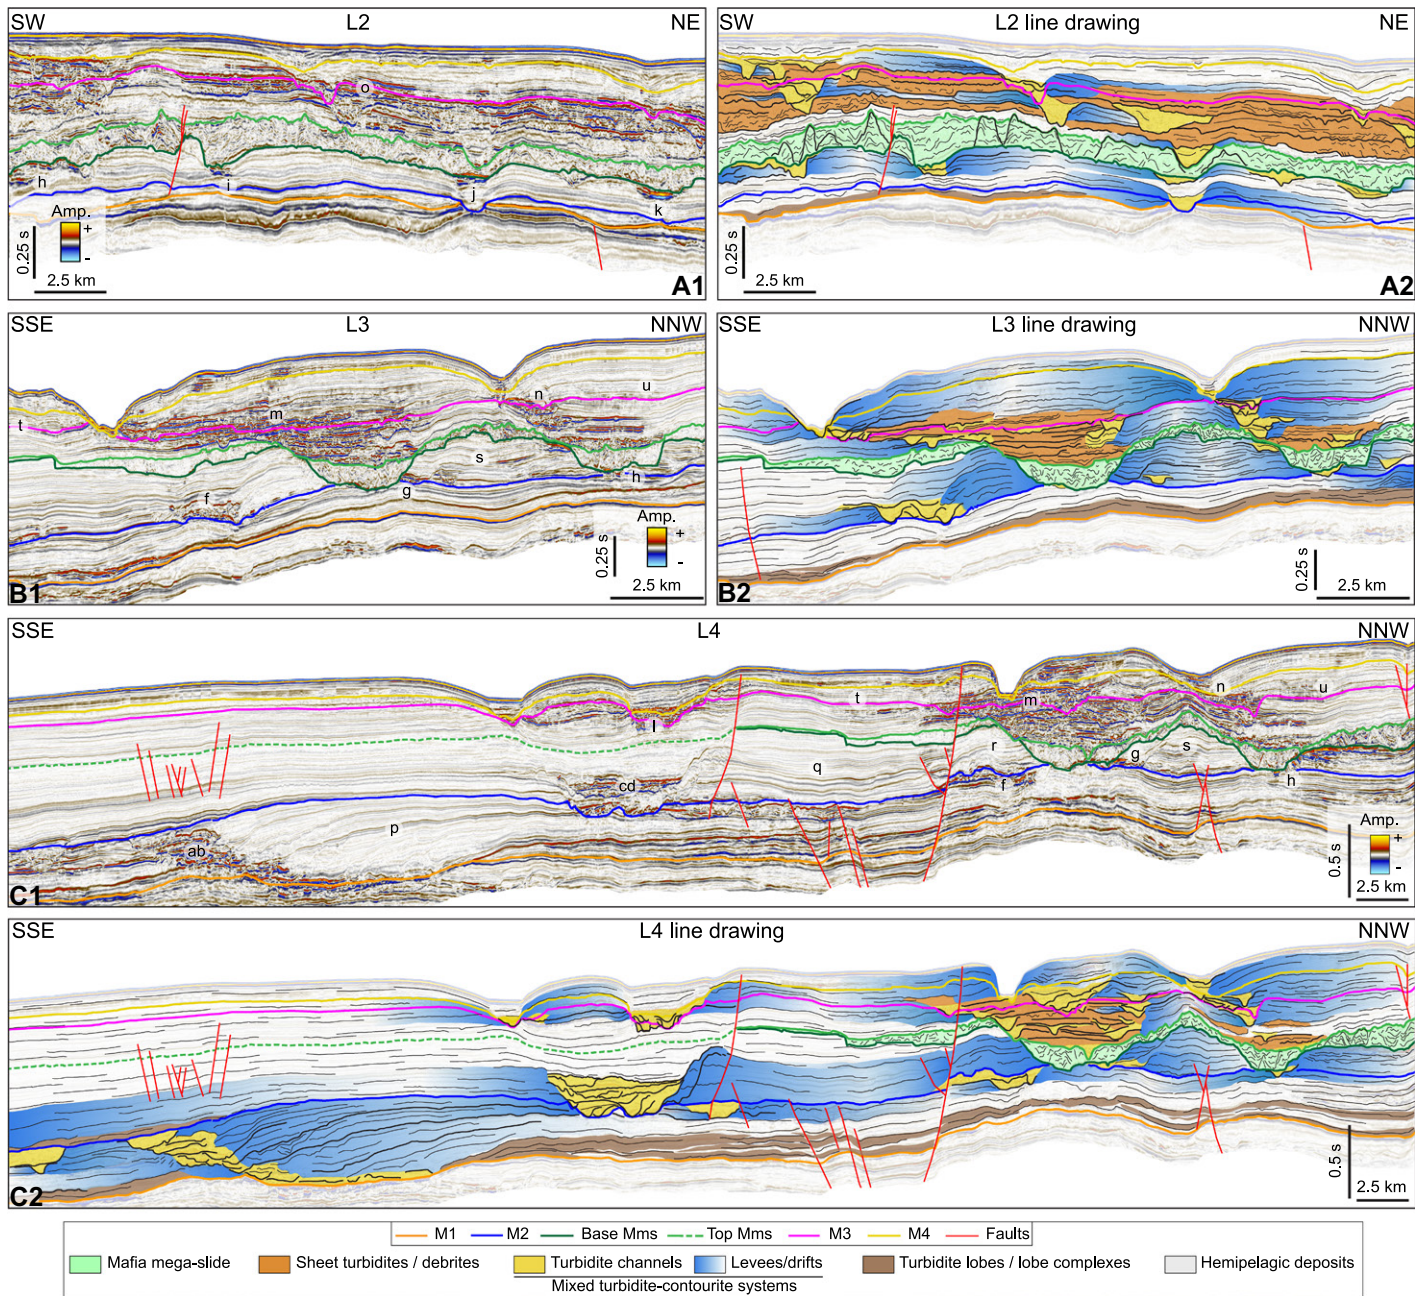 SW L2 NE
o
h i j k
Amp.
+
-
0.25 s
2.5 km
A1
SW L2 line drawing NE
0.25 s
2.5 km
A2
SSE L3 NNW
u
n
m
t
s
h
g
f
Amp.
+
-
0.25 s
2.5 km
B1
SSE L3 line drawing NNW
0.25 s
2.5 km
B2
SSE L4 NNW
t m n u
l
r g s
q
cd f h
p
ab
Amp.
+
-
0.5 s
2.5 km
C1
SSE L4 line drawing NNW
0.5 s
2.5 km
C2
M1 M2 Base Mms Top Mms M3 M4 Faults
Mafia mega-slide Sheet turbidites / debrites Turbidite channels Levees/drifts Turbidite lobes / lobe complexes Hemipelagic deposits
Mixed turbidite-contourite systems